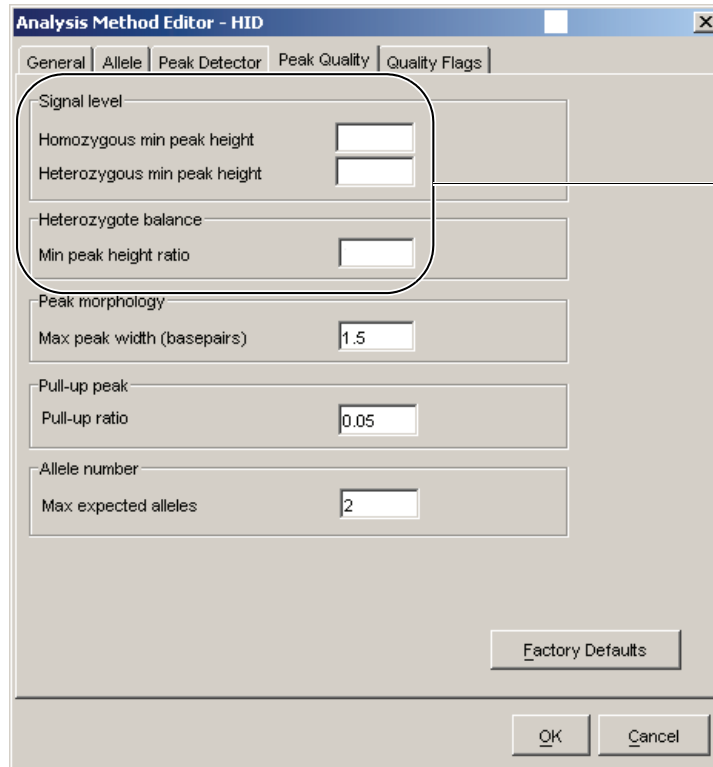 Analysis Method Editor - HID
General Allele Peak Detector Peak Quality Quality Flags
Signal level
Homozygous min peak height
Heterozygous min peak height
Heterozygote balance
Min peak height ratio
Peak morphology
Max peak width (basepairs) 1.5
Pull-up peak
Pull-up ratio 0.05
Allele number
Max expected alleles 2
Factory Defaults
OK Cancel